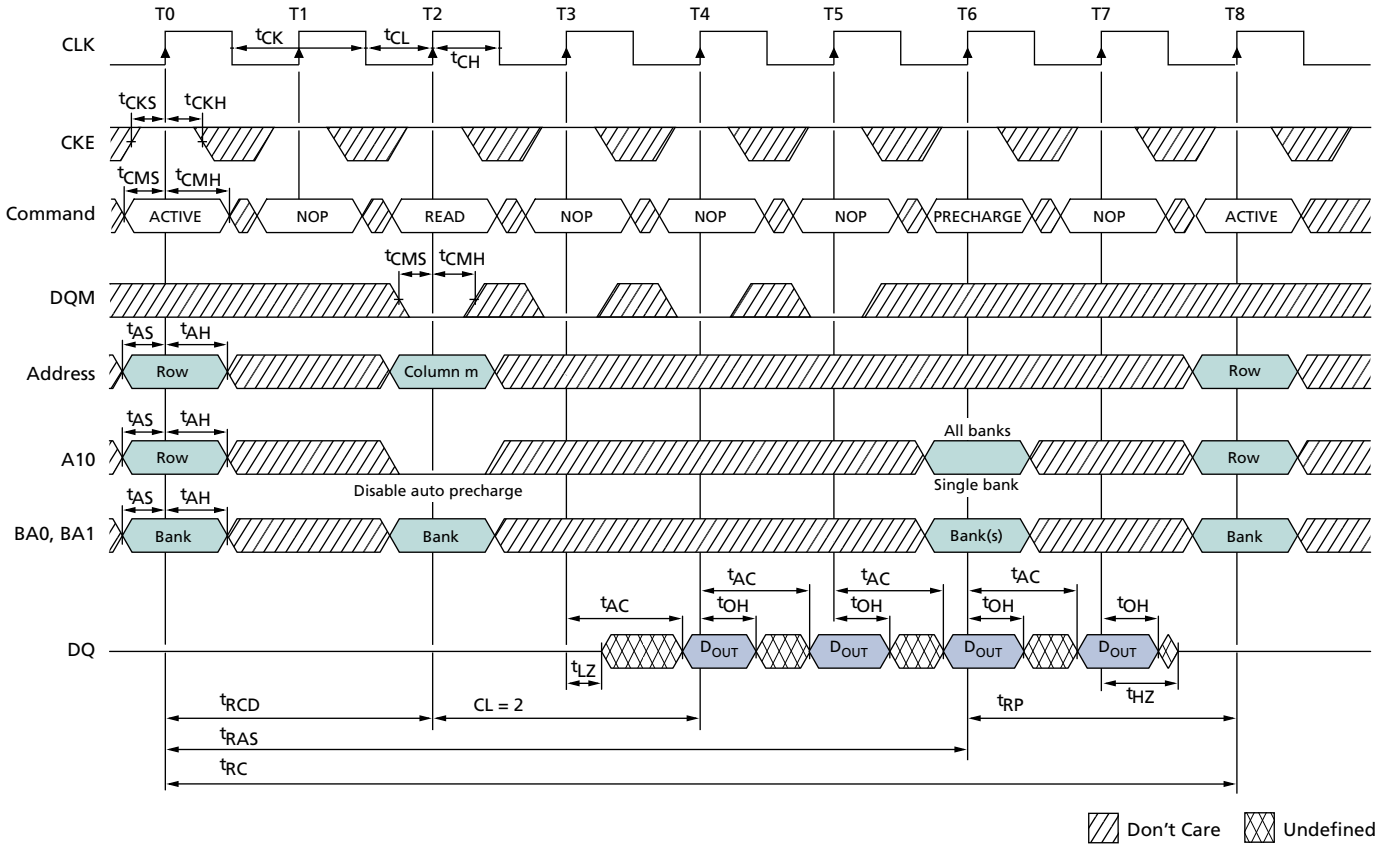 T0 T1 T2 T3 T4 T5 T6 T7 T8
CLK tCK tCL tCH
tCKS tCKH
CKE
tCMS tCMH
Command ACTIVE NOP READ NOP NOP NOP PRECHARGE NOP ACTIVE
tCMS tCMH
DQM
tAS tAH
Address Row Column m Row
tAS tAH All banks
A10 Row Row
Disable auto precharge Single bank
tAS tAH
BA0, BA1 Bank Bank Bank(s) Bank
tAC tAC tAC
tAC tOH tOH tOH tOH
DQ DOUT DOUT DOUT DOUT
tLZ tHZ
tRCD CL = 2 tRP
tRAS
tRC
Don't Care Undefined